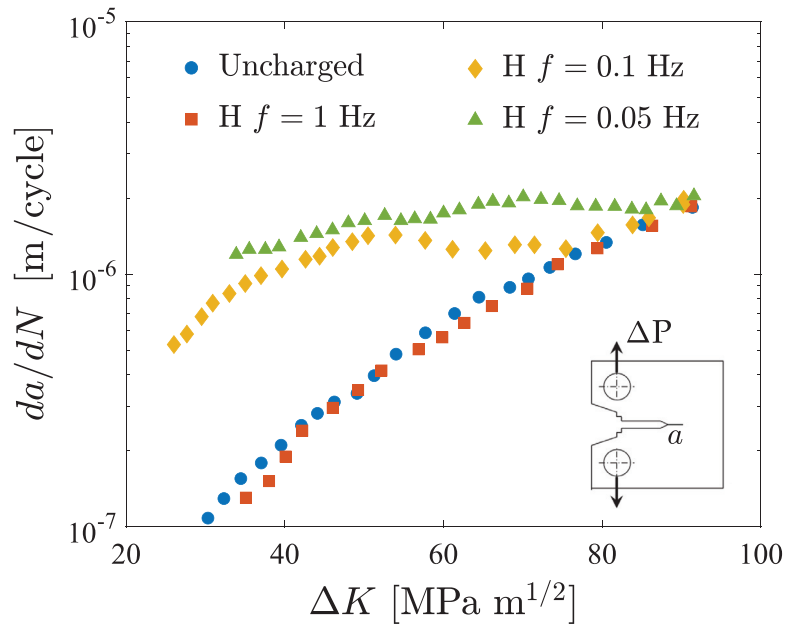 10⁻⁵
Uncharged
H f = 0.1 Hz
H f = 1 Hz
H f = 0.05 Hz
da/dN [m/cycle]
10⁻⁶
ΔP
a
10⁻⁷
20 40 60 80 100
ΔK [MPa m^{1/2}]